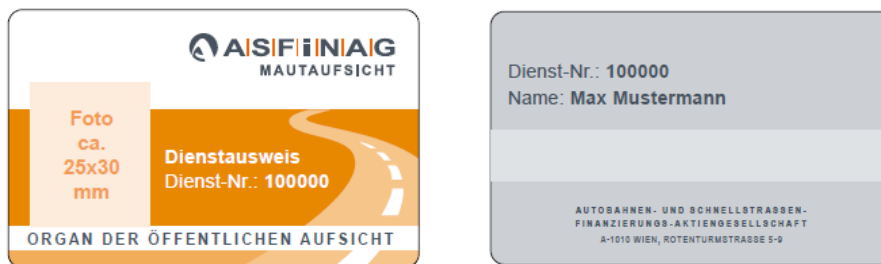 ASFiNAG
MAUTAUFSICHT
Foto
ca.
25x30
mm
Dienstausweis
Dienst-Nr.: 100000
ORGAN DER ÖFFENTLICHEN AUFSICHT
Dienst-Nr.: 100000
Name: Max Mustermann
AUTOBAHNEN- UND SCHNELLSTRASSEN-
FINANZIERUNGS-AKTIENGESELLSCHAFT
A-1010 WIEN, ROTENTURMSTRASSE 5-9